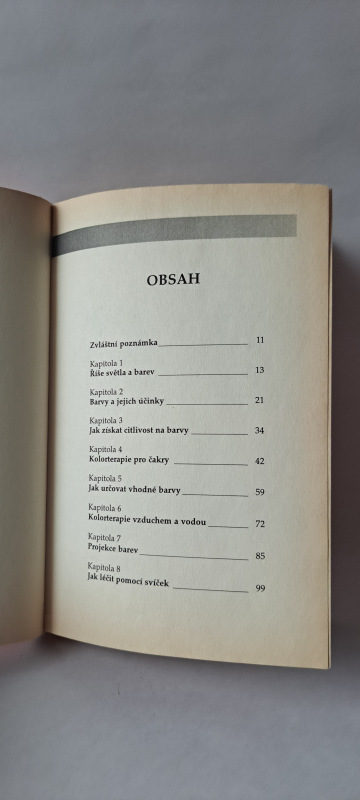 OBSAH
Zvláštní poznámka 11
Kapitola 1
Říše světla a barev 13
Kapitola 2
Barvy a jejich účinky 21
Kapitola 3
Jak získat citlivost na barvy 34
Kapitola 4
Kolorterapie pro čakry 42
Kapitola 5
Jak určovat vhodné barvy 59
Kapitola 6
Kolorterapie vzduchem a vodou 72
Kapitola 7
Projekce barev 85
Kapitola 8
Jak léčit pomocí svíček 99